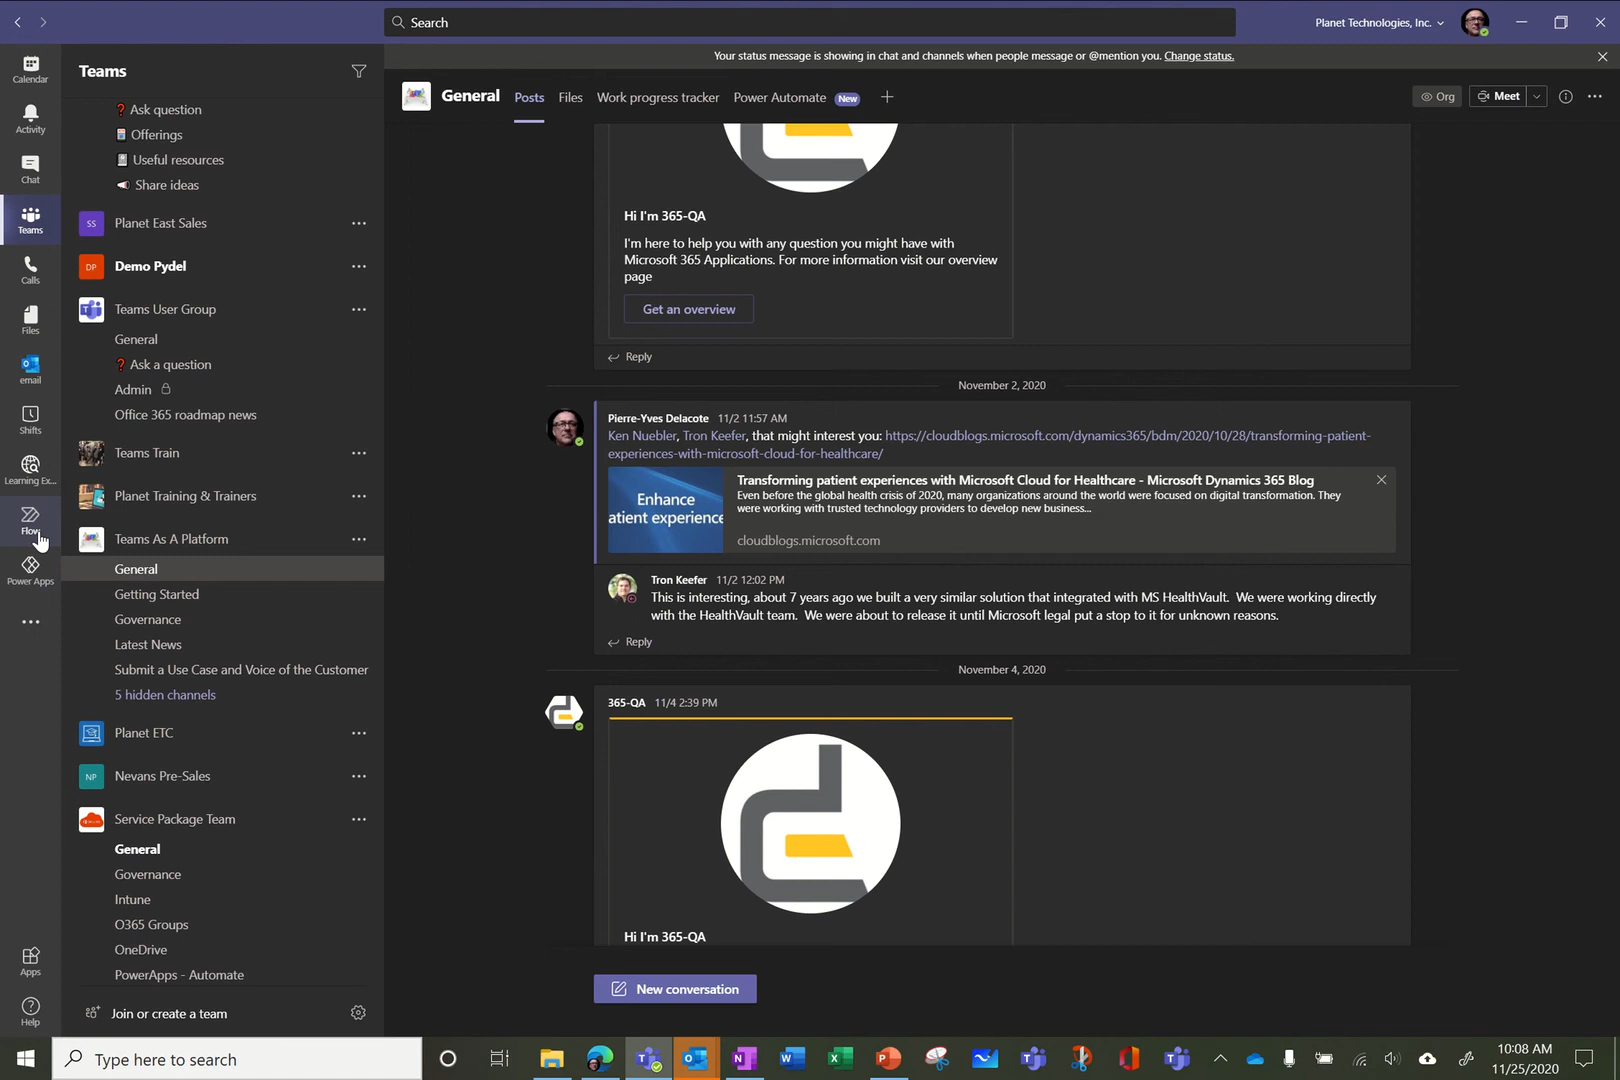 Search
Planet Technologies, Inc.
Your status message is showing in chat and channels when people message or @mention you. Change status.
Calendar
Activity
Chat
Teams
Calls
Files
email
Shifts
Learning Ex...
Flow
Power Apps
Apps
Help
Teams
❓ Ask question
Offerings
Useful resources
Share ideas
SS Planet East Sales
DP Demo Pydel
Teams User Group
General
❓ Ask a question
Admin
Office 365 roadmap news
Teams Train
Planet Training & Trainers
Teams As A Platform
General
Getting Started
Governance
Latest News
Submit a Use Case and Voice of the Customer
5 hidden channels
Planet ETC
NP Nevans Pre-Sales
Service Package Team
General
Governance
Intune
O365 Groups
OneDrive
PowerApps - Automate
Join or create a team
General Posts Files Work progress tracker Power Automate New
Org Meet
Hi I'm 365-QA
I'm here to help you with any question you might have with
Microsoft 365 Applications. For more information visit our overview
page
Get an overview
Reply
November 2, 2020
Pierre-Yves Delacote 11/2 11:57 AM
Ken Nuebler, Tron Keefer, that might interest you: https://cloudblogs.microsoft.com/dynamics365/bdm/2020/10/28/transforming-patient-
experiences-with-microsoft-cloud-for-healthcare/
Enhance
atient experience
Transforming patient experiences with Microsoft Cloud for Healthcare - Microsoft Dynamics 365 Blog
Even before the global health crisis of 2020, many organizations around the world were focused on digital transformation. They
were working with trusted technology providers to develop new business...
cloudblogs.microsoft.com
Tron Keefer 11/2 12:02 PM
This is interesting, about 7 years ago we built a very similar solution that integrated with MS HealthVault. We were working directly
with the HealthVault team. We were about to release it until Microsoft legal put a stop to it for unknown reasons.
Reply
November 4, 2020
365-QA 11/4 2:39 PM
Hi I'm 365-QA
New conversation
Type here to search
10:08 AM
11/25/2020